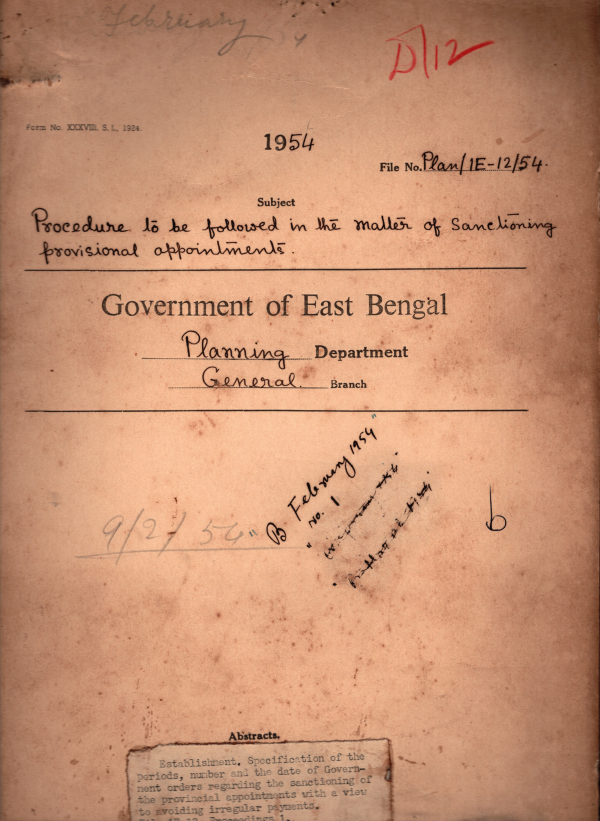 February
D/12
Form No. XXXVIII. S. I., 1934.
1954
File No. Plan/1E-12/54.
Subject
Procedure to be followed in the matter of Sanctioning
provisional appointments.
Government of East Bengal
Planning Department
General. Branch
B February 1954"
"No. 1
b
9/2/54
Abstracts.
Establishment. Specification of the
periods, number and the date of Govern-
ment orders regarding the sanctioning of
the provincial appointments with a view
to avoiding irregular payments.
Proceedings 1.